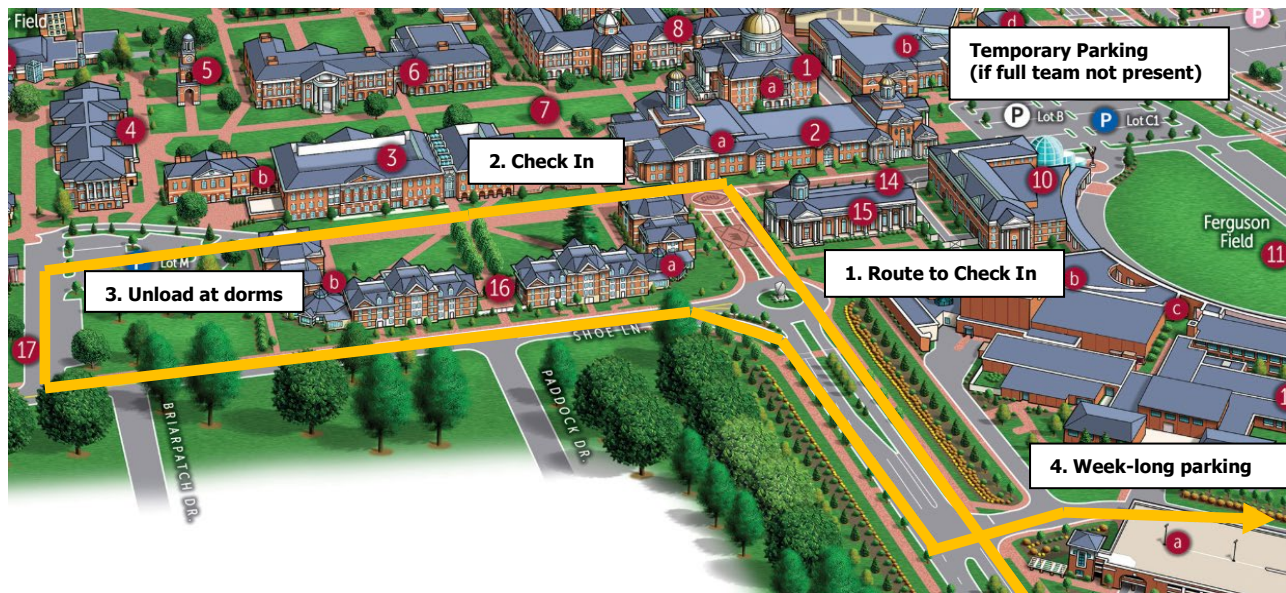 r Field
5
6
8
1
a
b
d
P
Temporary Parking
(if full team not present)
P Lot B
P Lot C1
4
b
3
7
2. Check In
a
2
14
15
10
Ferguson
Field
11
Lot M
3. Unload at dorms
b
16
a
1. Route to Check In
b
c
17
SHOE LN.
BRIARPATCH DR.
PADDOCK DR.
1
4. Week-long parking
a